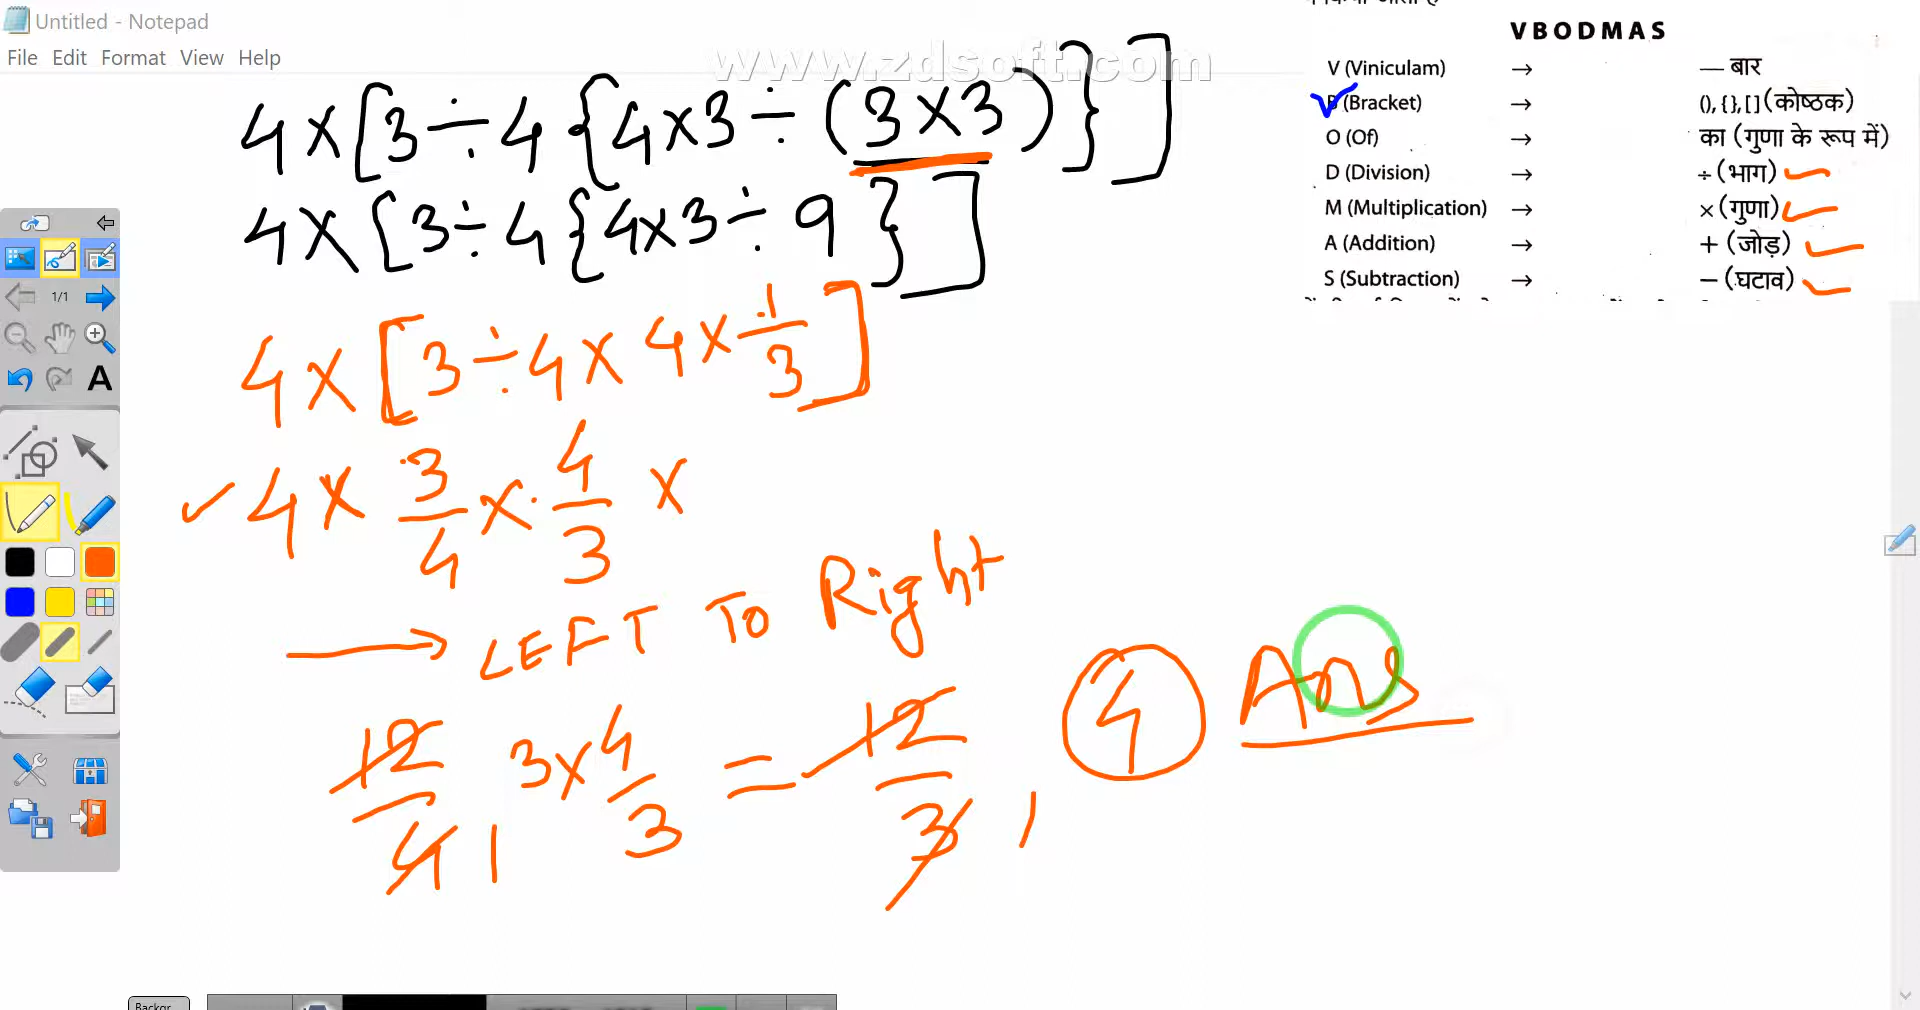 Untitled - Notepad
File Edit Format View Help
www.zdsoft.com
4×[3÷4{4×3÷(3×3)}]
4×[3÷4{4×3÷9}]
4×[3÷4×4×1/3]
4×3/4×4/3×
LEFT To Right
12/4 1 3×4/3 = 12/3 1
4 Ans
VBODMAS
V (Viniculam) → — बार
B (Bracket) → (), { }, [ ] (कोष्ठक)
O (Of) → का (गुणा के रूप में)
D (Division) → ÷ (भाग)
M (Multiplication) → × (गुणा)
A (Addition) → + (जोड़)
S (Subtraction) → − (घटाव)
1/1
A
Backgr